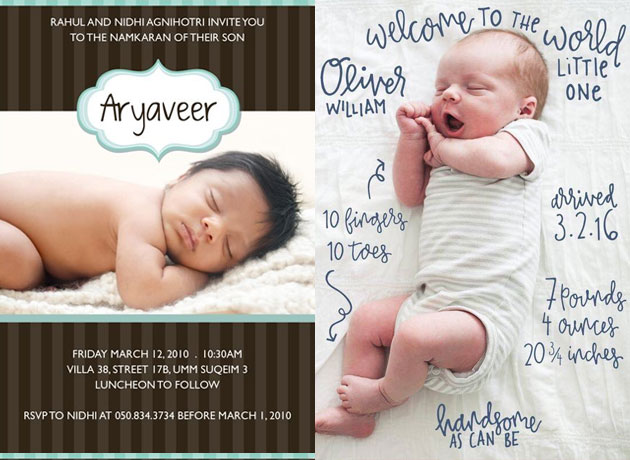 RAHUL AND NIDHI AGNIHOTRI INVITE YOU
TO THE NAMKARAN OF THEIR SON
Aryaveer
FRIDAY MARCH 12, 2010 . 10:30AM
VILLA 38, STREET 17B, UMM SUQEIM 3
LUNCHEON TO FOLLOW
RSVP TO NIDHI AT 050.834.3734 BEFORE MARCH 1, 2010
welcome TO THE world
LITTLE
ONE
Oliver
WILLIAM
10 fingers
10 toes
arrived
3.2.16
7 pounds
4 ounces
20 3/4 inches
handsome
AS CAN BE